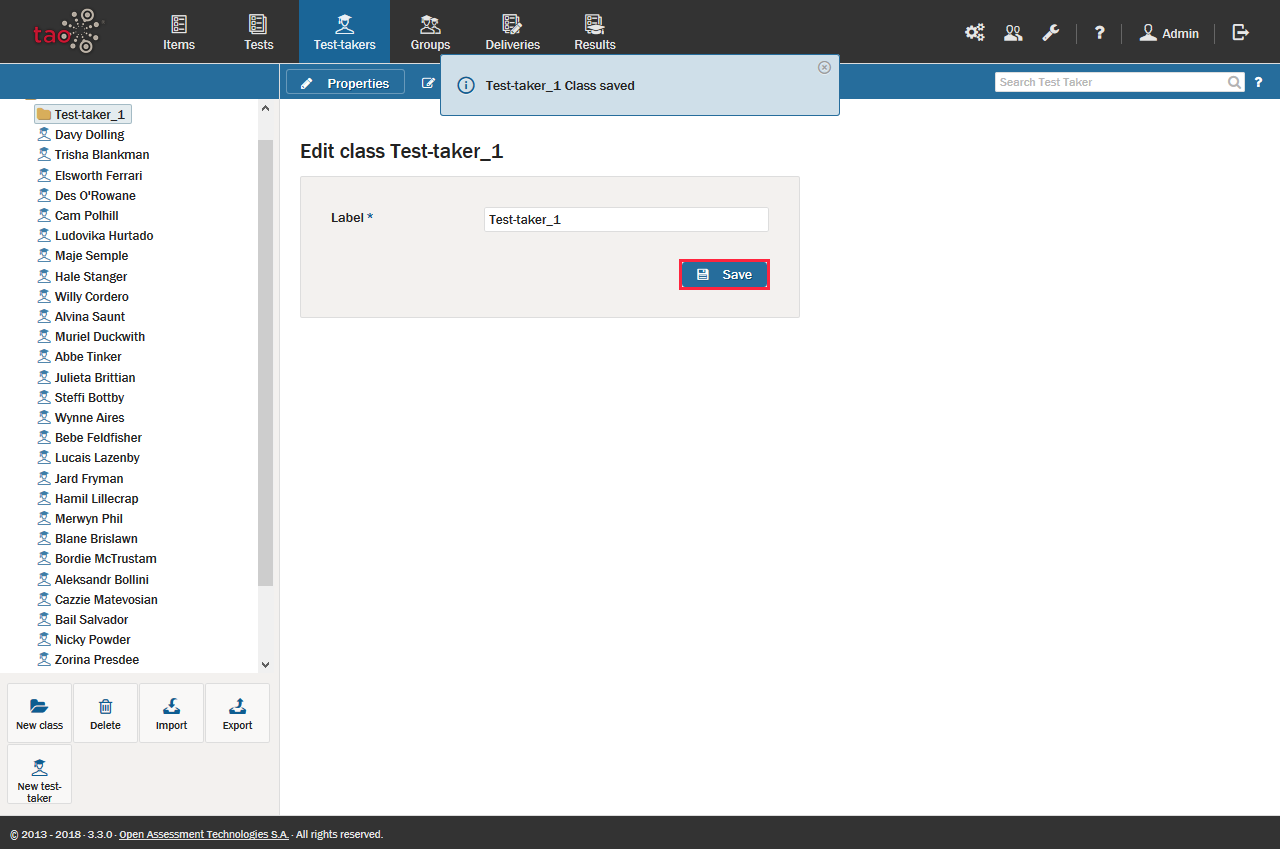 tao
Items
Tests
Test-takers
Groups
Deliveries
Results
?
Admin
Properties
Test-taker_1 Class saved
Search Test Taker
?
Test-taker_1
Davy Dolling
Trisha Blankman
Elsworth Ferrari
Des O'Rowane
Cam Polhill
Ludovika Hurtado
Maje Semple
Hale Stanger
Willy Cordero
Alvina Saunt
Muriel Duckwith
Abbe Tinker
Julieta Brittian
Steffi Bottby
Wynne Aires
Bebe Feldfisher
Lucais Lazenby
Jard Fryman
Hamil Lillecrap
Merwyn Phil
Blane Brislawn
Bordie McTrustam
Aleksandr Bollini
Cazzie Matevosian
Bail Salvador
Nicky Powder
Zorina Presdee
New class
Delete
Import
Export
New test-
taker
Edit class Test-taker_1
Label *
Test-taker_1
Save
© 2013 - 2018 · 3.3.0 · Open Assessment Technologies S.A. · All rights reserved.